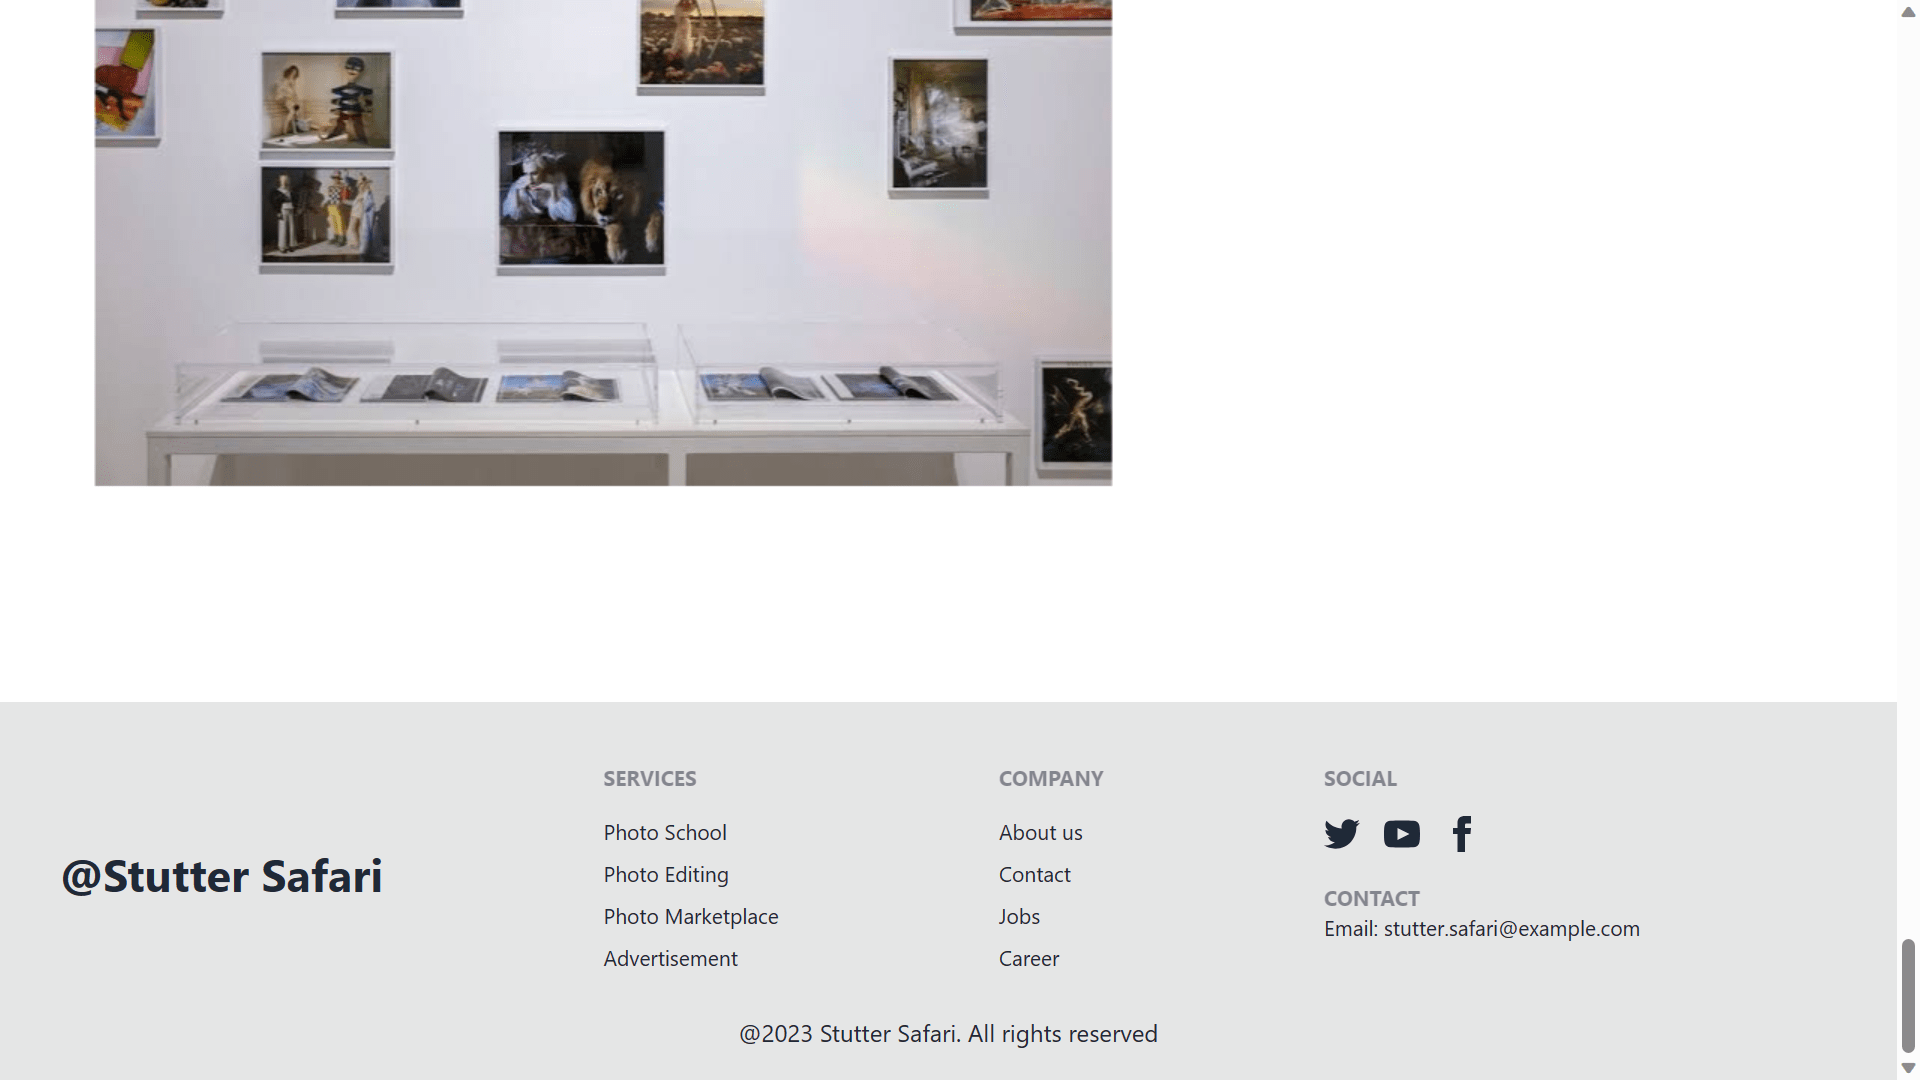 @Stutter Safari
SERVICES
Photo School
Photo Editing
Photo Marketplace
Advertisement
COMPANY
About us
Contact
Jobs
Career
SOCIAL
CONTACT
Email: stutter.safari@example.com
@2023 Stutter Safari. All rights reserved